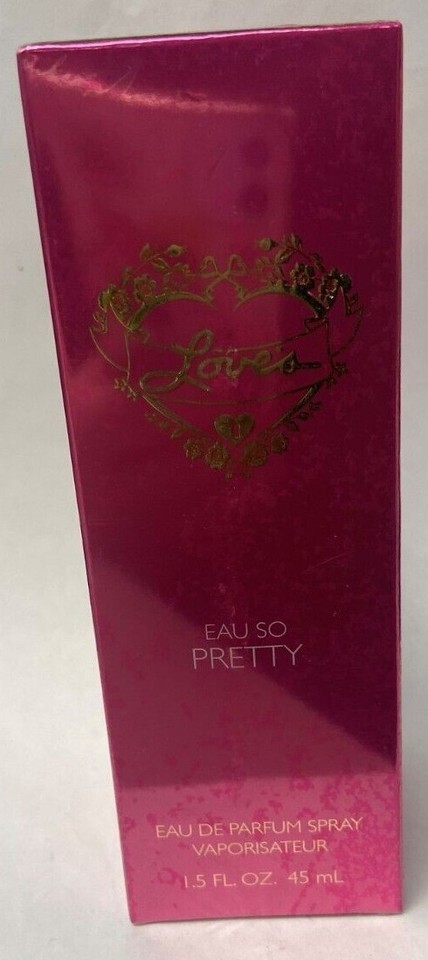 Love's
EAU SO
PRETTY
EAU DE PARFUM SPRAY
VAPORISATEUR
1.5 FL. OZ. 45 mL